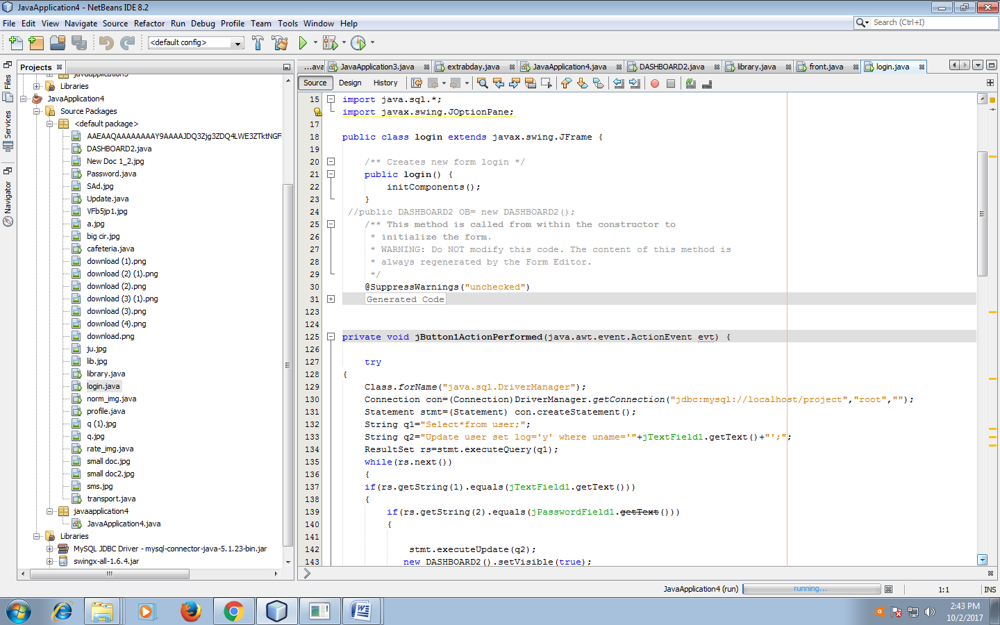 JavaApplication4 - NetBeans IDE 8.2
File Edit View Navigate Source Refactor Run Debug Profile Team Tools Window Help
Search (Ctrl+I)
<default config>
Projects
...ava JavaApplication3.java extrabday.java JavaApplication4.java DASHBOARD2.java library.java front.java login.java
Source Design History
Files
Services
Navigator
javaapplication3
Libraries
JavaApplication4
Source Packages
<default package>
AAEAAQAAAAAAAAY9AAAAJDQ3Zjg3ZDQ4LWE3ZTktNGF
DASHBOARD2.java
New Doc 1_2.jpg
Password.java
SAd.jpg
Update.java
VFb5jp1.jpg
a.jpg
big cir.jpg
cafeteria.java
download (1).png
download (2) (1).png
download (2).png
download (3) (1).png
download (3).png
download (4).png
download.png
ju.jpg
lib.jpg
library.java
login.java
norm_img.java
profile.java
q (1).jpg
q.jpg
rate_img.java
small doc.jpg
small doc2.jpg
sms.jpg
transport.java
javaapplication4
JavaApplication4.java
Libraries
MySQL JDBC Driver - mysql-connector-java-5.1.23-bin.jar
swingx-all-1.6.4.jar
15 import java.sql.*;
import javax.swing.JOptionPane;
17
18 public class login extends javax.swing.JFrame {
19
20 /** Creates new form login */
21 public login() {
22 initComponents();
23 }
24 //public DASHBOARD2 OB= new DASHBOARD2();
25 /** This method is called from within the constructor to
26 * initialize the form.
27 * WARNING: Do NOT modify this code. The content of this method is
28 * always regenerated by the Form Editor.
29 */
30 @SuppressWarnings("unchecked")
31 Generated Code
123
124
125 private void jButton1ActionPerformed(java.awt.event.ActionEvent evt) {
126
127 try
128 {
129 Class.forName("java.sql.DriverManager");
130 Connection con=(Connection)DriverManager.getConnection("jdbc:mysql://localhost/project","root","");
131 Statement stmt=(Statement) con.createStatement();
132 String q1="Select*from user;";
133 String q2="Update user set log='y' where uname='"+jTextField1.getText()+"';";
134 ResultSet rs=stmt.executeQuery(q1);
135 while(rs.next())
136 {
137 if(rs.getString(1).equals(jTextField1.getText()))
138 {
139 if(rs.getString(2).equals(jPasswordField1.getText()))
140 {
141
142 stmt.executeUpdate(q2);
143 new DASHBOARD2().setVisible(true);
JavaApplication4 (run) running... 1:1 INS
2:43 PM
10/2/2017